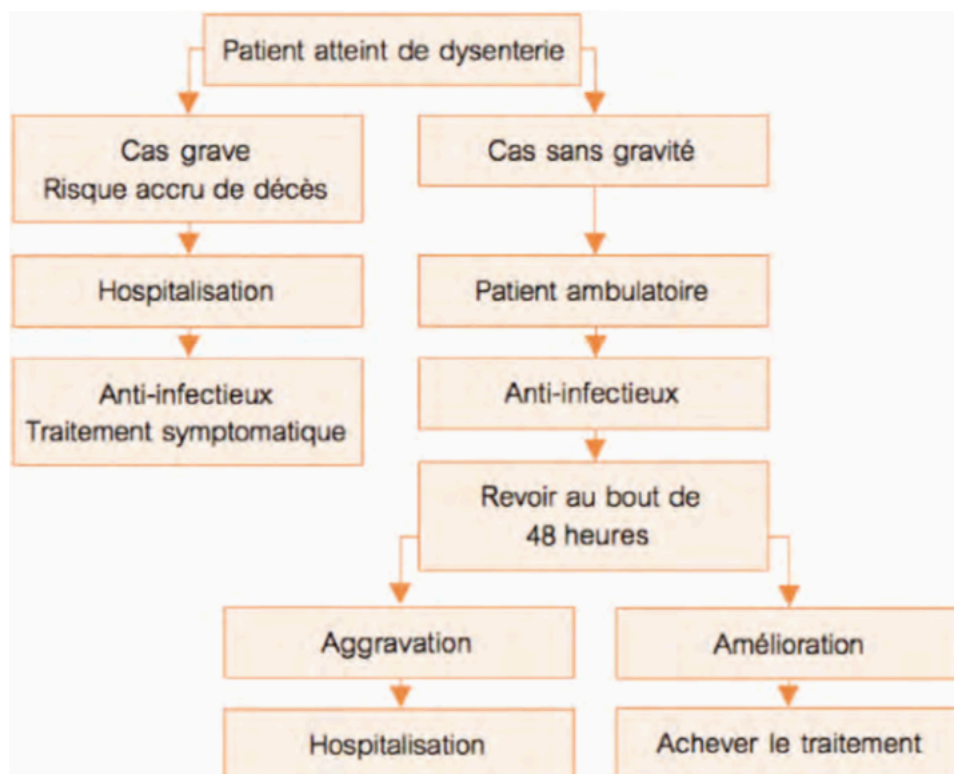 Patient atteint de dysenterie
Cas grave
Risque accru de décès
Cas sans gravité
Hospitalisation
Patient ambulatoire
Anti-infectieux
Traitement symptomatique
Anti-infectieux
Revoir au bout de
48 heures
Aggravation
Amélioration
Hospitalisation
Achever le traitement